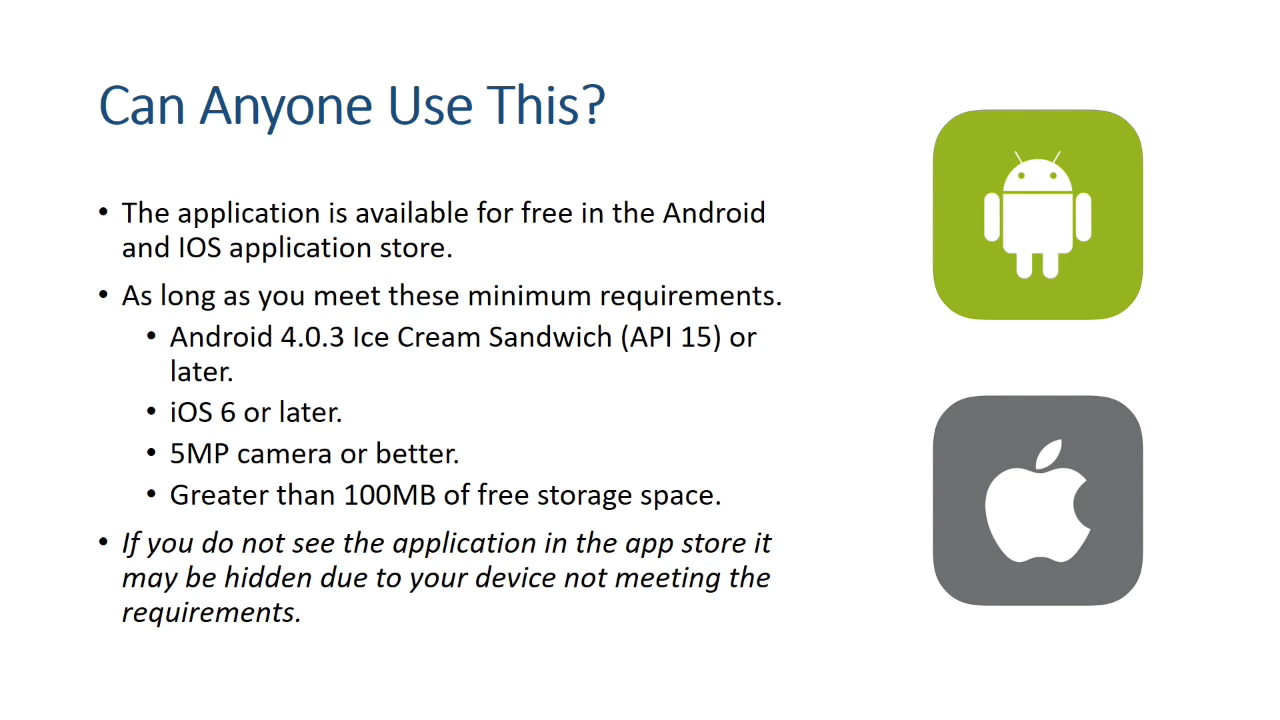 Can Anyone Use This?
• The application is available for free in the Android
and IOS application store.
• As long as you meet these minimum requirements.
• Android 4.0.3 Ice Cream Sandwich (API 15) or
later.
• iOS 6 or later.
• 5MP camera or better.
• Greater than 100MB of free storage space.
• If you do not see the application in the app store it
may be hidden due to your device not meeting the
requirements.